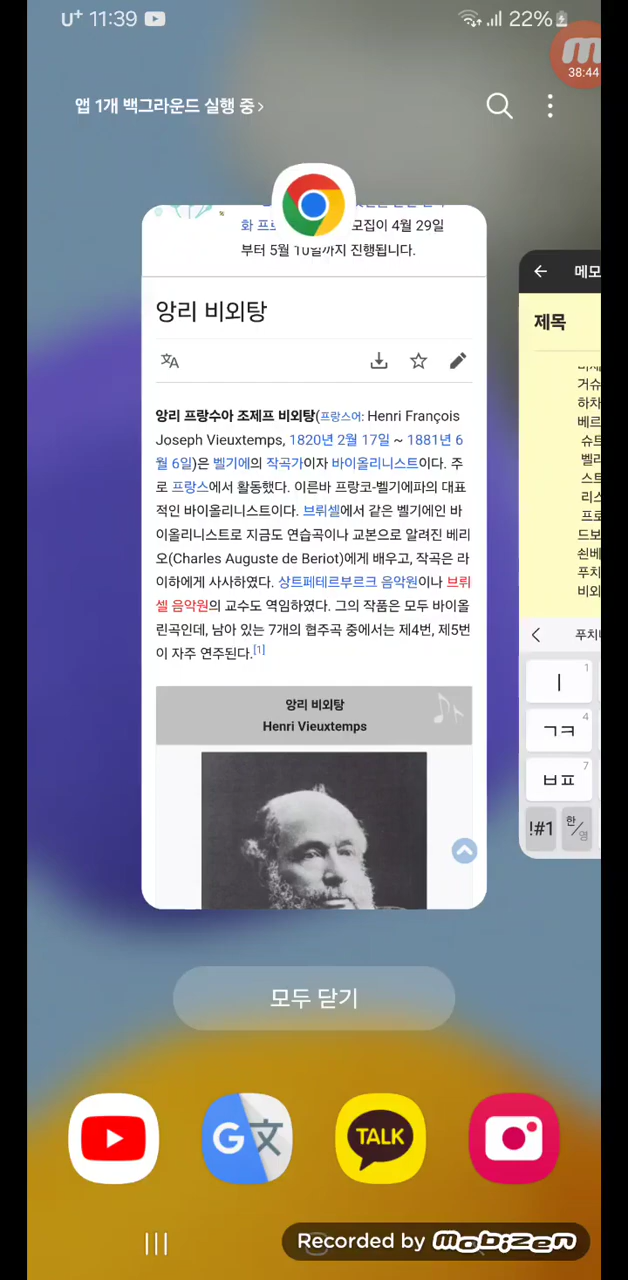 U+ 11:39
22%
38:44
앱 1개 백그라운드 실행 중>
모집이 4월 29일
부터 5월 10일까지 진행됩니다.
앙리 비외탕
앙리 프랑수아 조제프 비외탕(프랑스어: Henri François
Joseph Vieuxtemps, 1820년 2월 17일 ~ 1881년 6
월 6일)은 벨기에의 작곡가이자 바이올리니스트이다. 주
로 프랑스에서 활동했다. 이른바 프랑코-벨기에파의 대표
적인 바이올리니스트이다. 브뤼셀에서 같은 벨기에인 바
이올리니스트로 지금도 연습곡이나 교본으로 알려진 베리
오(Charles Auguste de Beriot)에게 배우고, 작곡은 라
이하에게 사사하였다. 상트페테르부르크 음악원이나 브뤼
셀 음악원의 교수도 역임하였다. 그의 작품은 모두 바이올
린곡인데, 남아 있는 7개의 협주곡 중에서는 제4번, 제5번
이 자주 연주된다.[1]
앙리 비외탕
Henri Vieuxtemps
메모
제목
거슈
하차
베르
슈트
벨리
스트
리스
프로
드보
쇤베
푸치
비외
푸치
ㅣ 1
ㄱㅋ 4
ㅂㅍ 7
!#1 한/영
모두 닫기
G 文
TALK
Recorded by mobizen